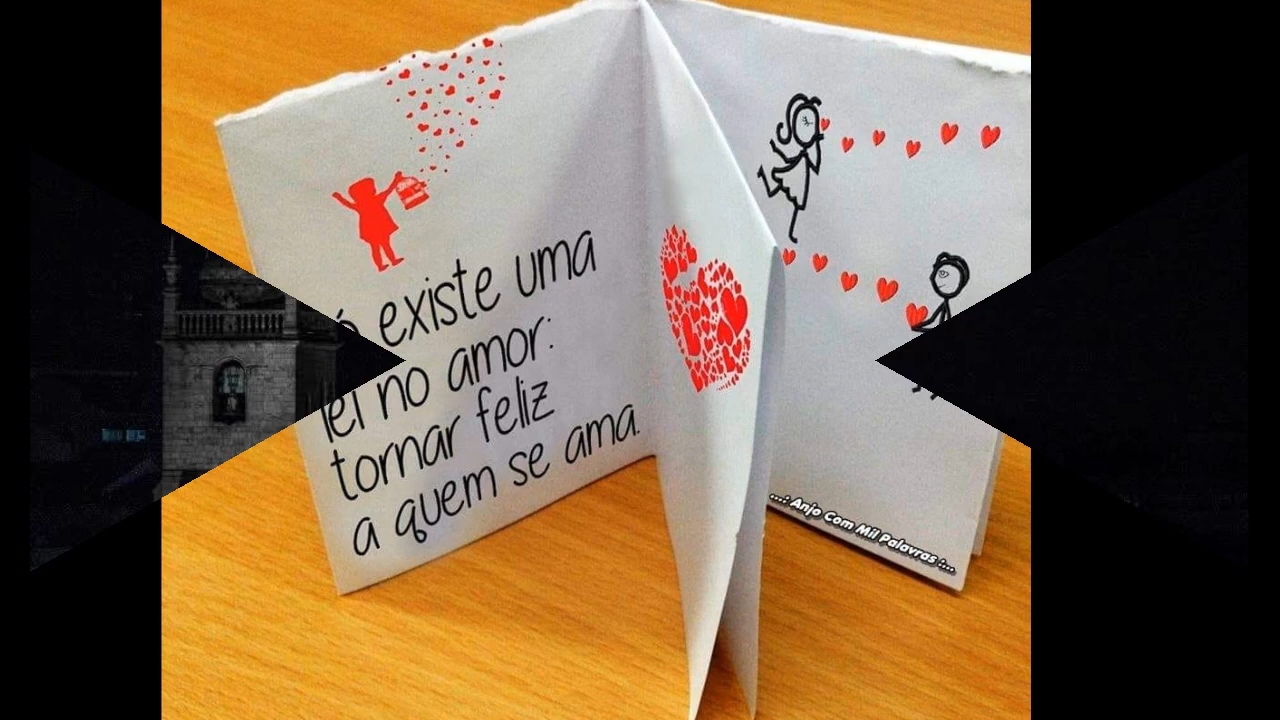 existe uma
lei no amor:
tornar feliz
a quem se ama.
...: Anjo Com Mil Palavras :...